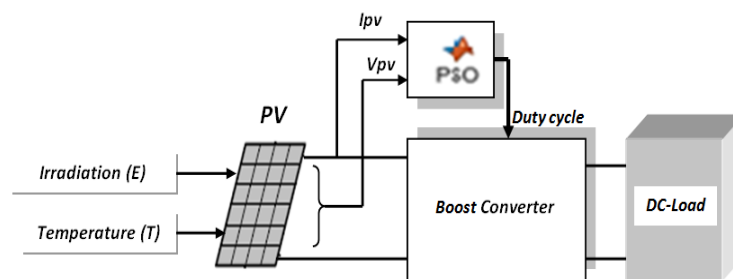 Ipv
PSO
Vpv
Duty cycle
PV
Irradiation (E)
Boost Converter
DC-Load
Temperature (T)